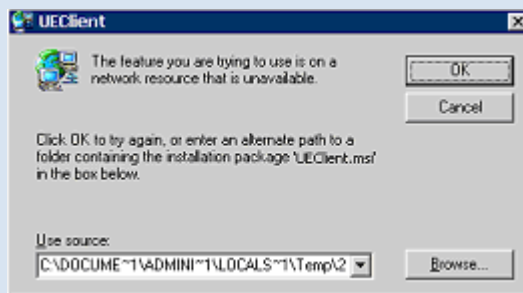 UEClient
The feature you are trying to use is on a
network resource that is unavailable.
OK
Cancel
Click OK to try again, or enter an alternate path to a
folder containing the installation package 'UEClient.msi'
in the box below.
Use source:
C:\DOCUME~1\ADMINI~1\LOCALS~1\Temp\2
Browse...